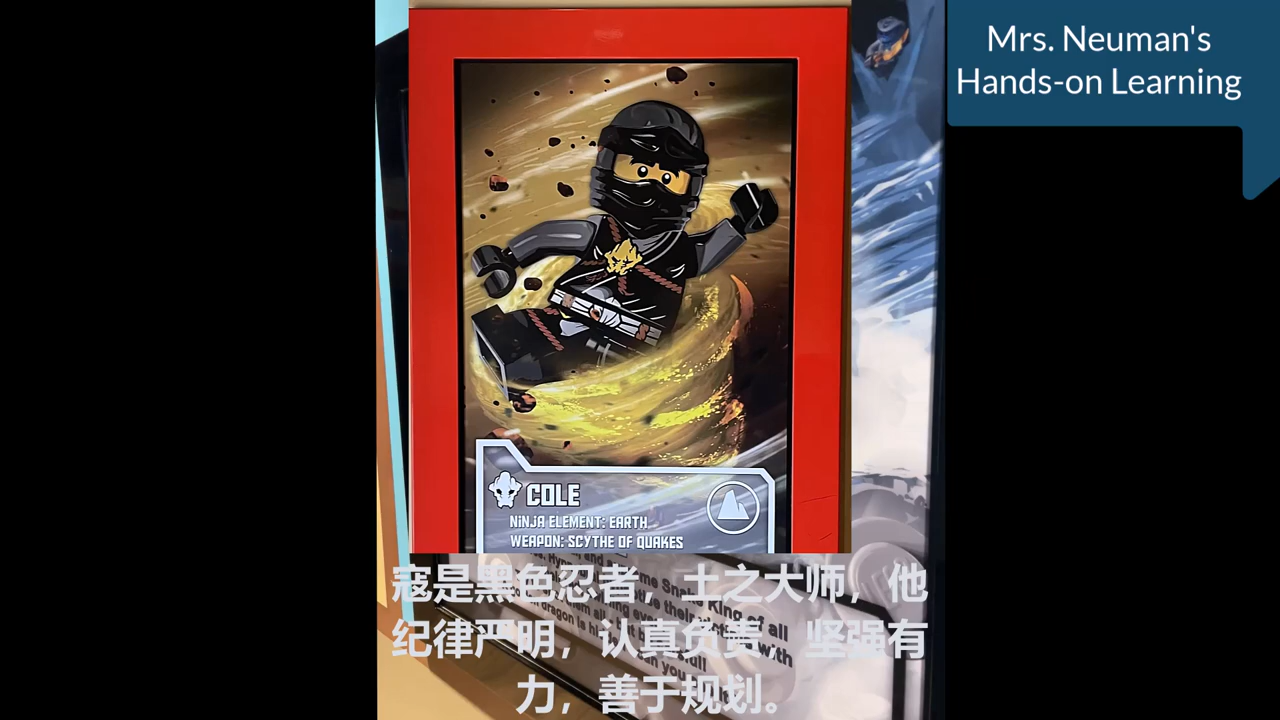 Mrs. Neuman's
Hands-on Learning
COLE
NINJA ELEMENT: EARTH
WEAPON: SCYTHE OF QUAKES
寇是黑色忍者，土之大师，他
纪律严明，认真负责，坚强有
力，善于规划。